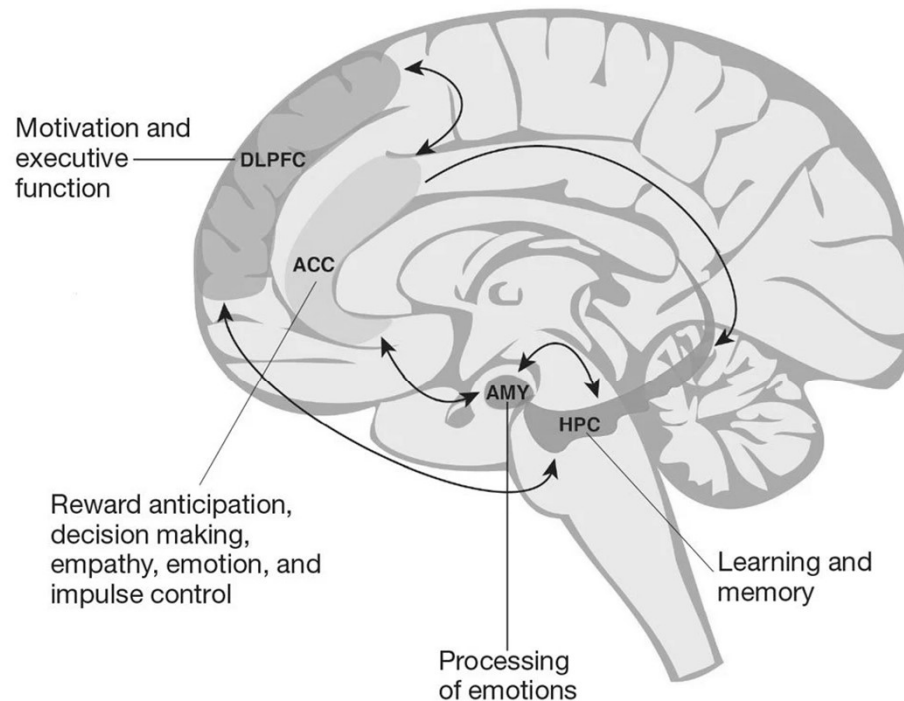 Motivation and
executive
function
DLPFC
ACC
AMY
HPC
Reward anticipation,
decision making,
empathy, emotion, and
impulse control
Learning and
memory
Processing
of emotions